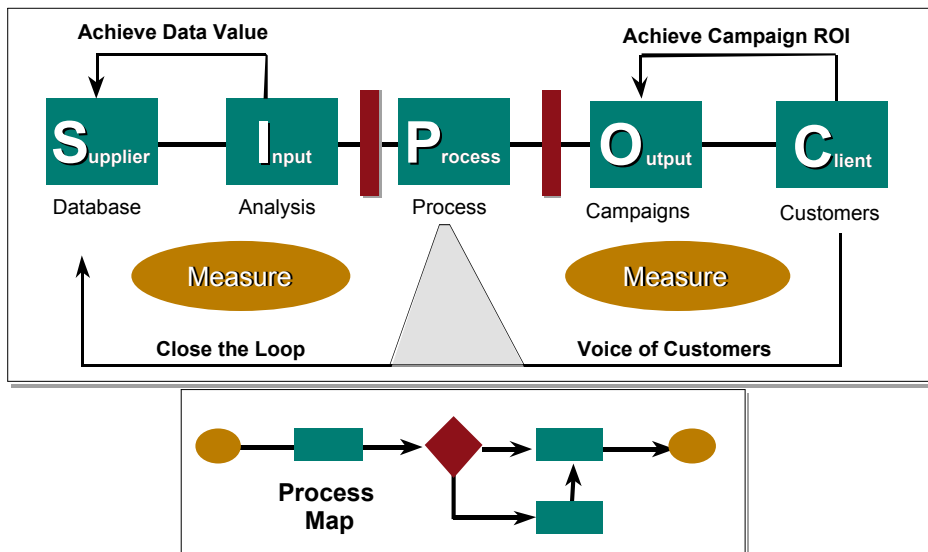 Achieve Data Value
Achieve Campaign ROI
Supplier
Input
Process
Output
Client
Database
Analysis
Process
Campaigns
Customers
Measure
Measure
Close the Loop
Voice of Customers
Process
Map